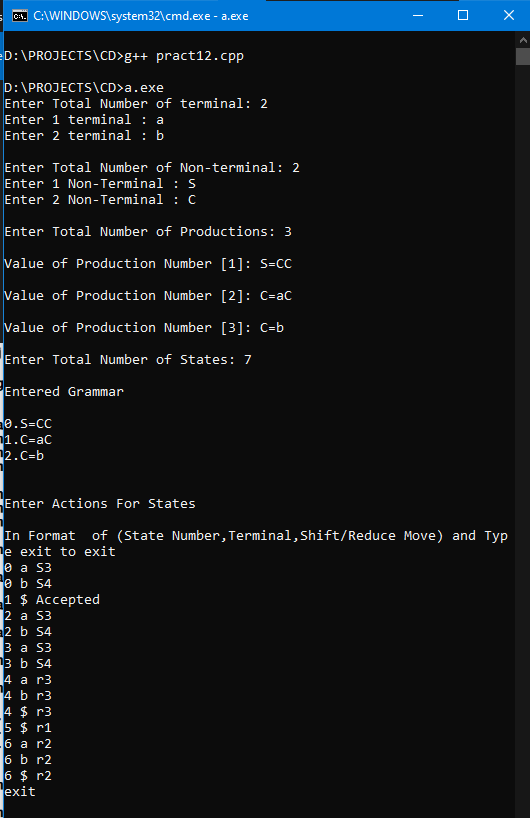 C:\WINDOWS\system32\cmd.exe - a.exe
D:\PROJECTS\CD>g++ pract12.cpp
D:\PROJECTS\CD>a.exe
Enter Total Number of terminal: 2
Enter 1 terminal : a
Enter 2 terminal : b
Enter Total Number of Non-terminal: 2
Enter 1 Non-Terminal : S
Enter 2 Non-Terminal : C
Enter Total Number of Productions: 3
Value of Production Number [1]: S=CC
Value of Production Number [2]: C=aC
Value of Production Number [3]: C=b
Enter Total Number of States: 7
Entered Grammar
0.S=CC
1.C=aC
2.C=b
Enter Actions For States
In Format  of (State Number,Terminal,Shift/Reduce Move) and Typ
e exit to exit
0 a S3
0 b S4
1 $ Accepted
2 a S3
2 b S4
3 a S3
3 b S4
4 a r3
4 b r3
4 $ r3
5 $ r1
6 a r2
6 b r2
6 $ r2
exit